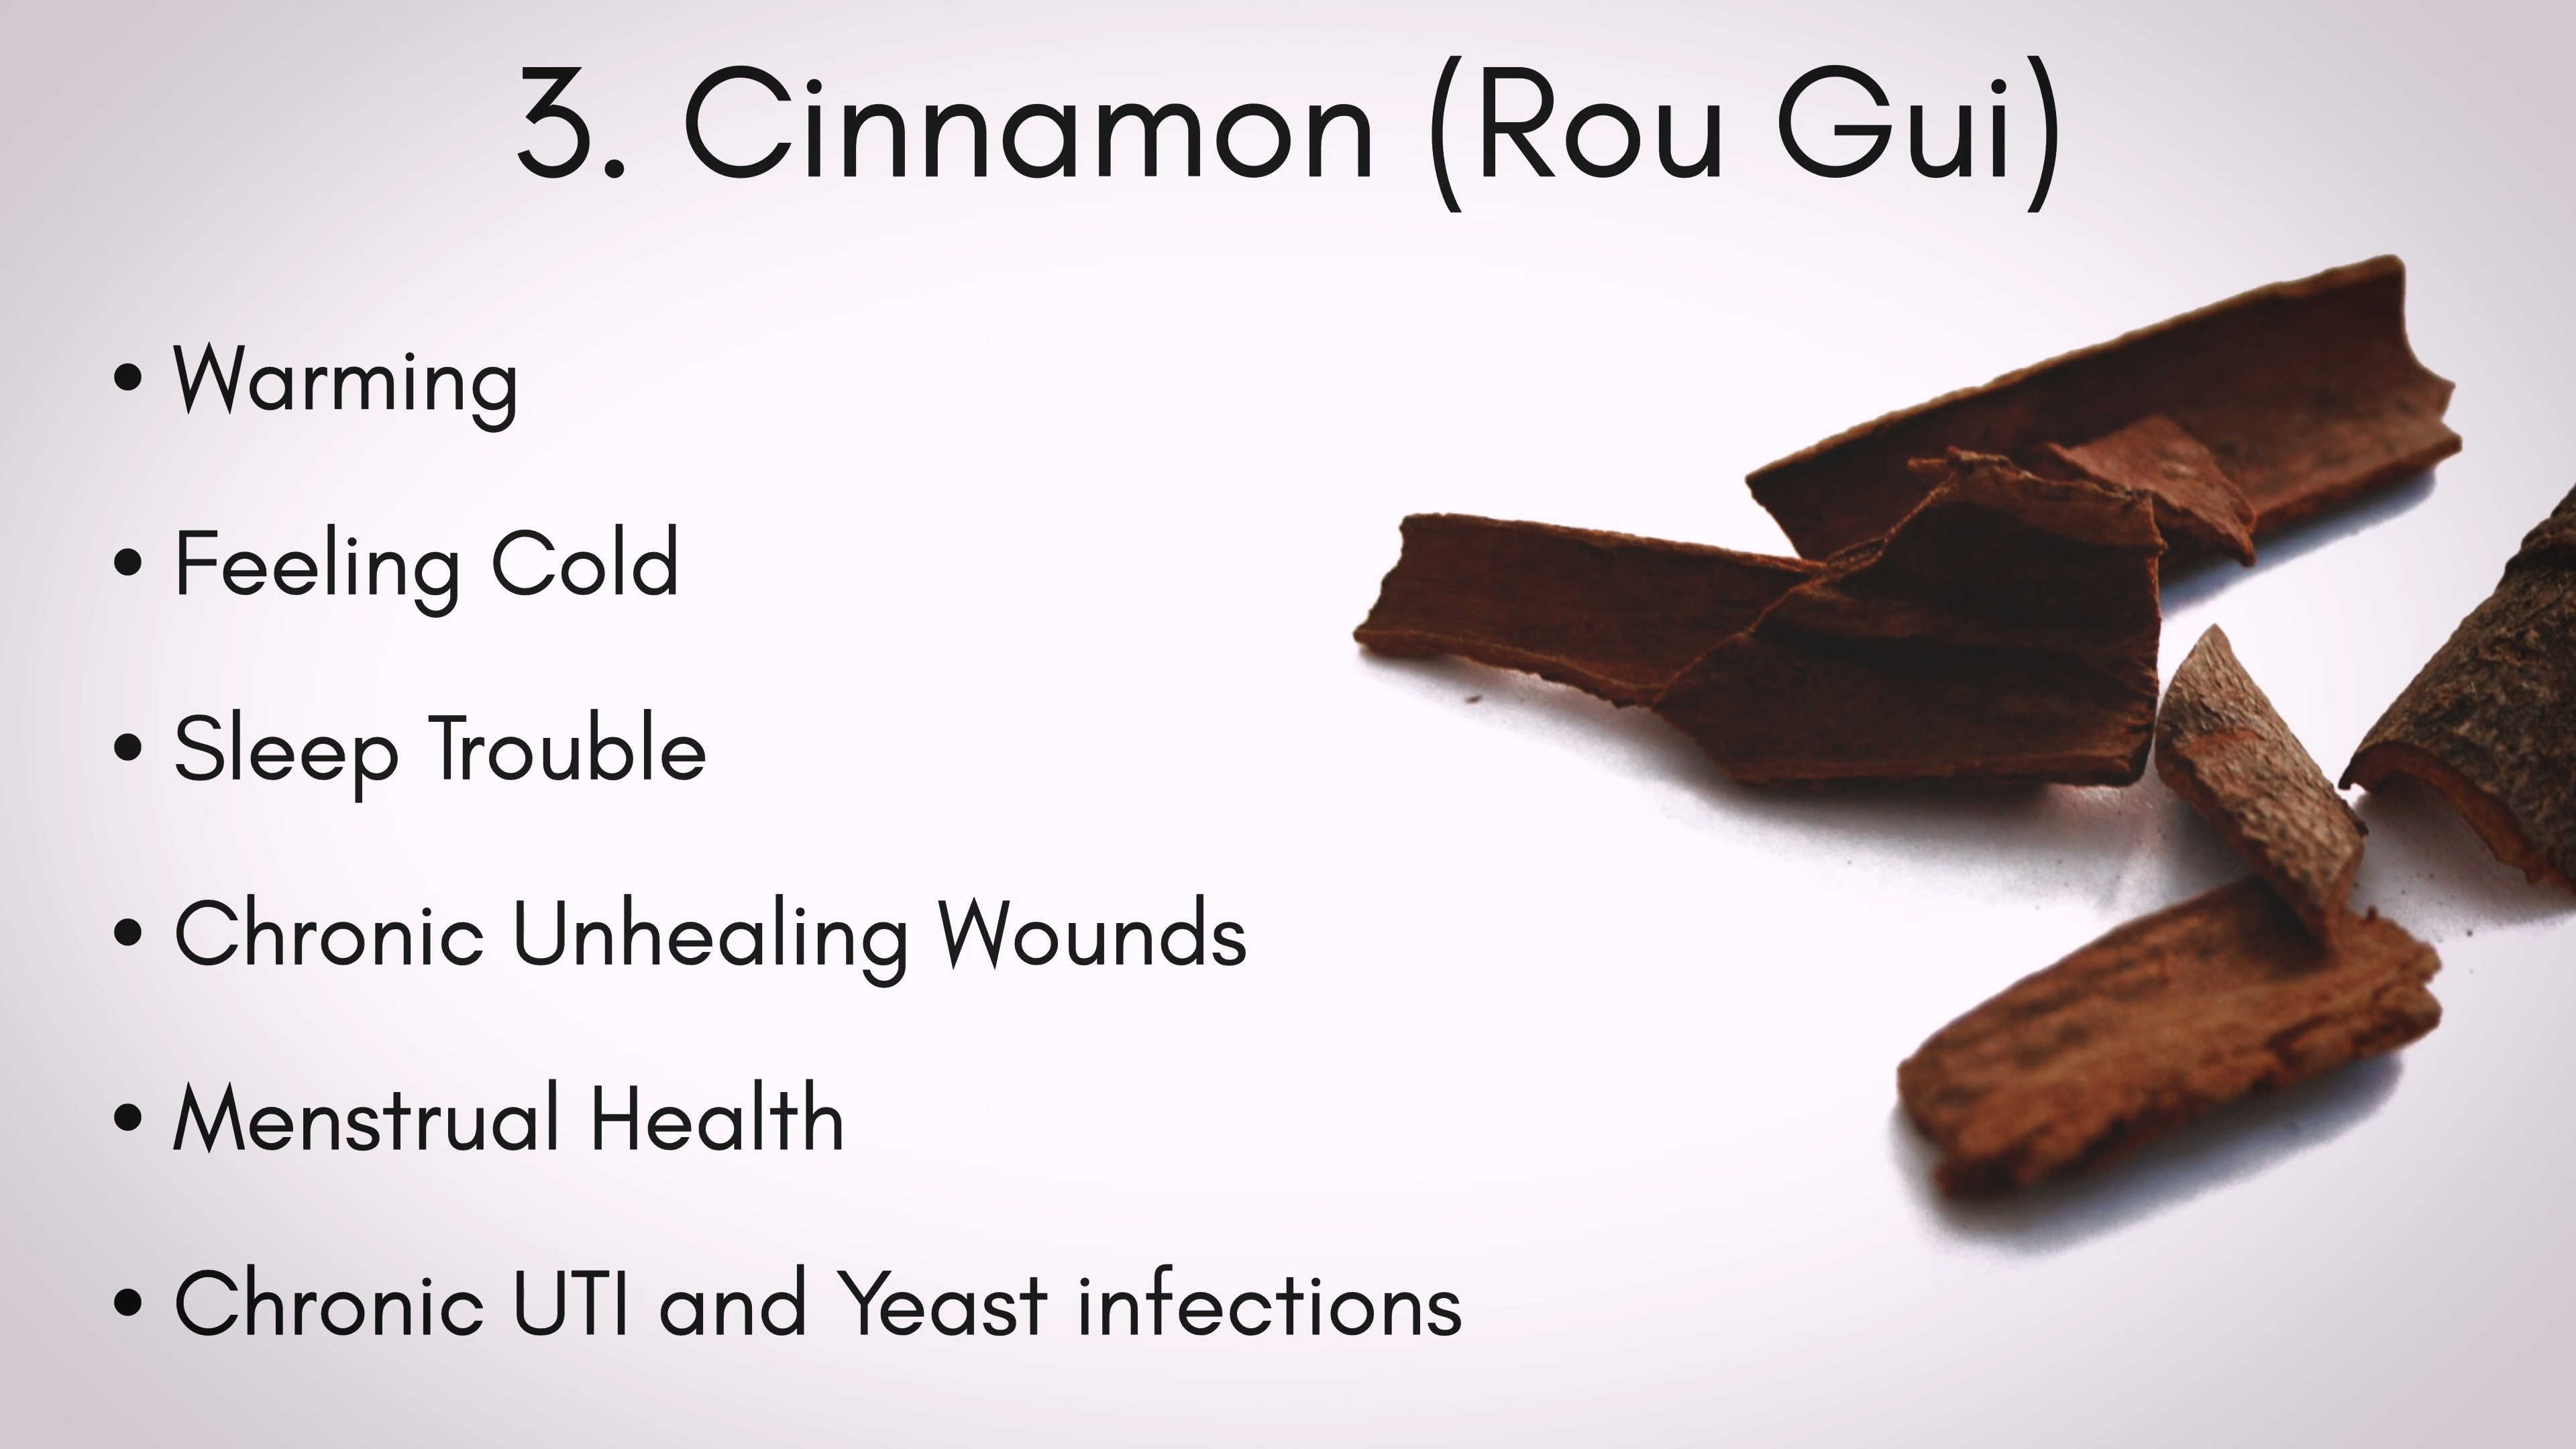 3. Cinnamon (Rou Gui)
• Warming
• Feeling Cold
• Sleep Trouble
• Chronic Unhealing Wounds
• Menstrual Health
• Chronic UTI and Yeast infections